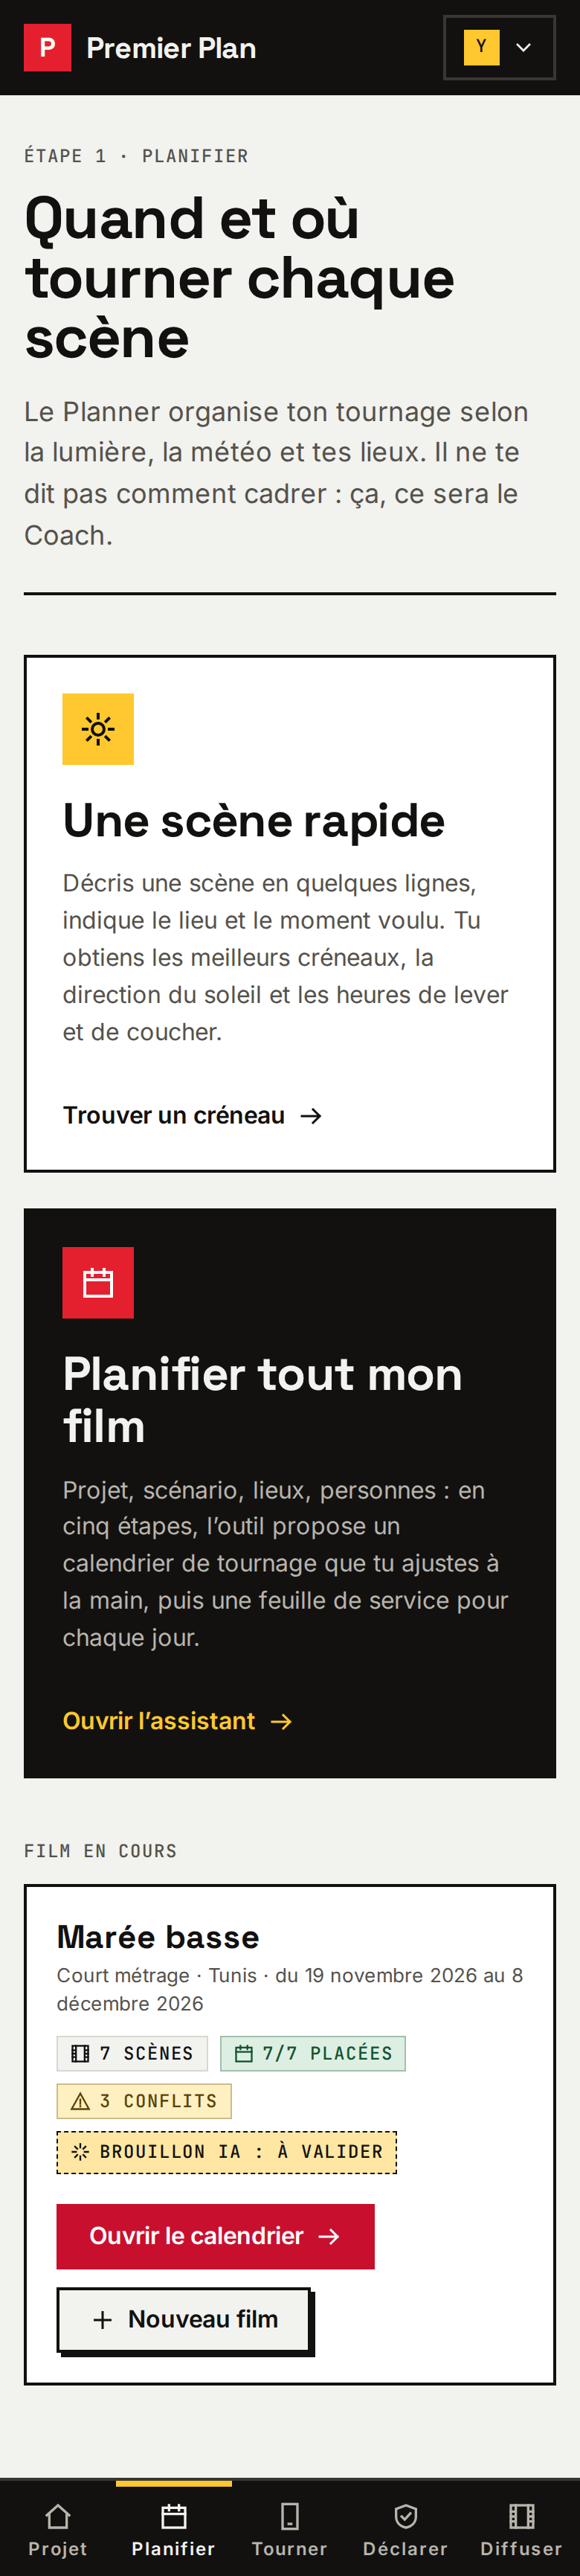 P Premier Plan Y
ÉTAPE 1 · PLANIFIER
Quand et où
tourner chaque
scène
Le Planner organise ton tournage selon
la lumière, la météo et tes lieux. Il ne te
dit pas comment cadrer : ça, ce sera le
Coach.
Une scène rapide
Décris une scène en quelques lignes,
indique le lieu et le moment voulu. Tu
obtiens les meilleurs créneaux, la
direction du soleil et les heures de lever
et de coucher.
Trouver un créneau →
Planifier tout mon
film
Projet, scénario, lieux, personnes : en
cinq étapes, l’outil propose un
calendrier de tournage que tu ajustes à
la main, puis une feuille de service pour
chaque jour.
Ouvrir l’assistant →
FILM EN COURS
Marée basse
Court métrage · Tunis · du 19 novembre 2026 au 8
décembre 2026
7 SCÈNES 7/7 PLACÉES
3 CONFLITS
BROUILLON IA : À VALIDER
Ouvrir le calendrier →
+ Nouveau film
Projet Planifier Tourner Déclarer Diffuser